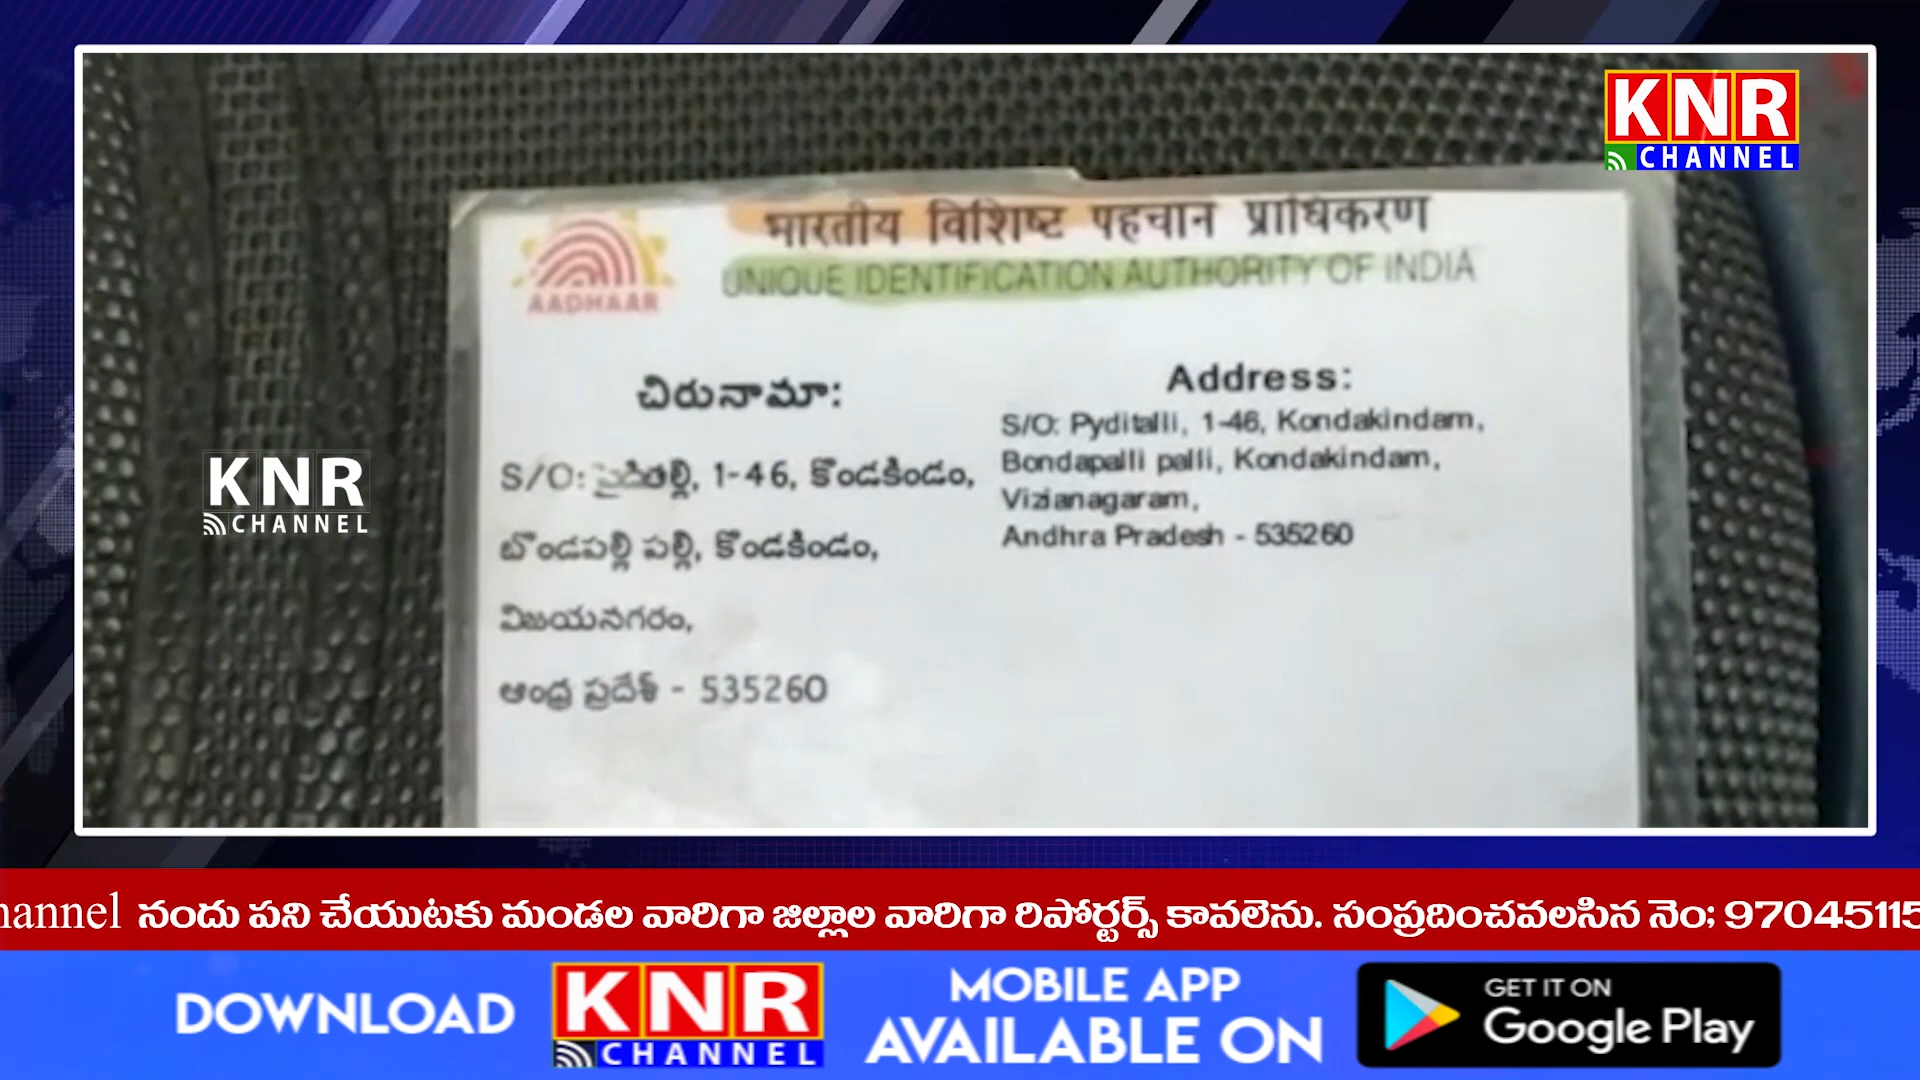 KNR
CHANNEL
भारतीय विशिष्ट पहचान प्राधिकरण
UNIQUE IDENTIFICATION AUTHORITY OF INDIA
AADHAAR
చిరునామా:
S/O: పైడితల్లి, 1-46, కొండకిండం,
బొండపల్లి పల్లి, కొండకిండం,
విజయనగరం,
ఆంధ్ర ప్రదేశ్ - 535260
Address:
S/O: Pyditalli, 1-46, Kondakindam,
Bondapalli palli, Kondakindam,
Vizianagaram,
Andhra Pradesh - 535260
KNR
CHANNEL
hannel నందు పని చేయుటకు మండల వారిగా జిల్లాల వారిగా రిపోర్టర్స్ కావలెను. సంప్రదించవలసిన నెం; 97045115
DOWNLOAD
KNR
CHANNEL
MOBILE APP
AVAILABLE ON
GET IT ON
Google Play